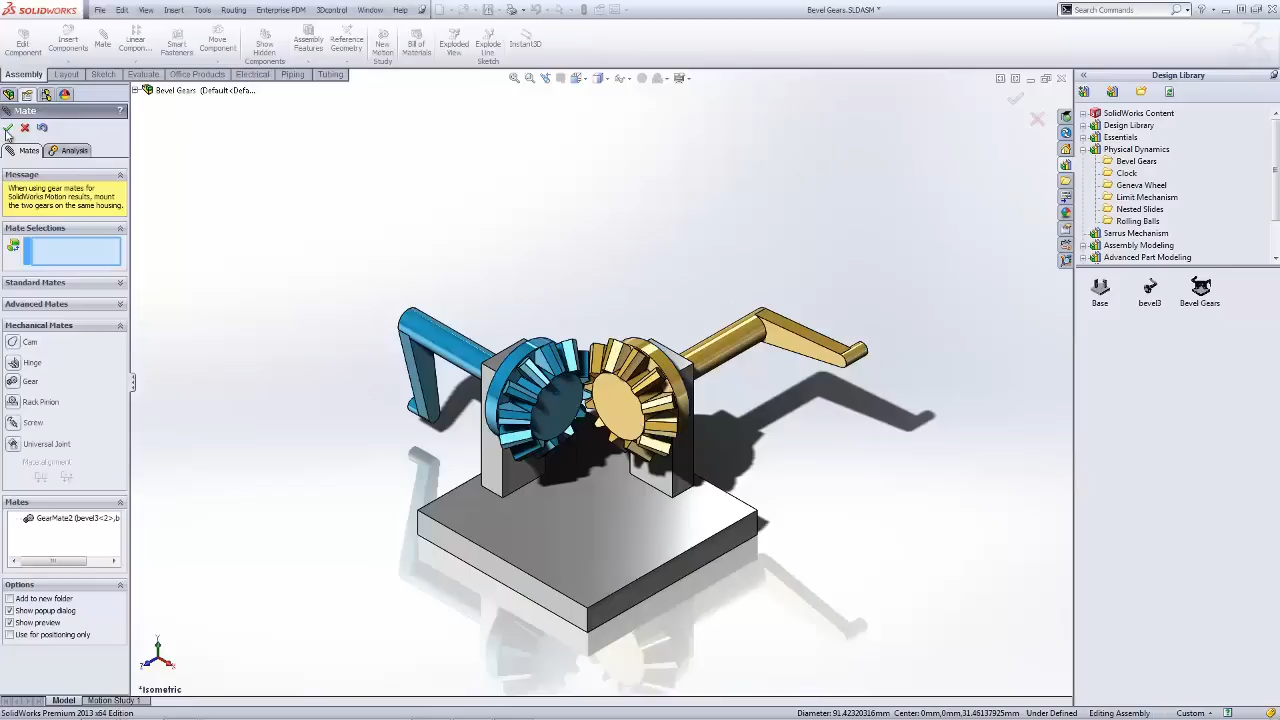 SOLIDWORKS File Edit View Insert Tools Routing Enterprise PDM 3Dcontrol Window Help Bevel Gears.SLDASM * Search Commands
Edit Component
Insert Components
Mate
Linear Compon...
Smart Fasteners
Move Component
Show Hidden Components
Assembly Features
Reference Geometry
New Motion Study
Bill of Materials
Exploded View
Explode Line Sketch
Instant3D
Assembly Layout Sketch Evaluate Office Products Electrical Piping Tubing
Bevel Gears (Default<Defa...
Mate ?
Mates Analysis
Message
When using gear mates for
SolidWorks Motion results, mount
the two gears on the same housing.
Mate Selections
Standard Mates
Advanced Mates
Mechanical Mates
Cam
Hinge
Gear
Rack Pinion
Screw
Universal Joint
Mate alignment
Mates
GearMate2 (bevel3<2>,b
Options
Add to new folder
Show popup dialog
Show preview
Use for positioning only
Y
Z X
*Isometric
Design Library
SolidWorks Content
Design Library
Essentials
Physical Dynamics
Bevel Gears
Clock
Geneva Wheel
Limit Mechanism
Nested Slides
Rolling Balls
Sarrus Mechanism
Assembly Modeling
Advanced Part Modeling
Base bevel3 Bevel Gears
Model Motion Study 1
SolidWorks Premium 2013 x64 Edition Diameter: 91.42320316mm Center: 0mm,0mm,31.46137925mm Under Defined Editing Assembly Custom